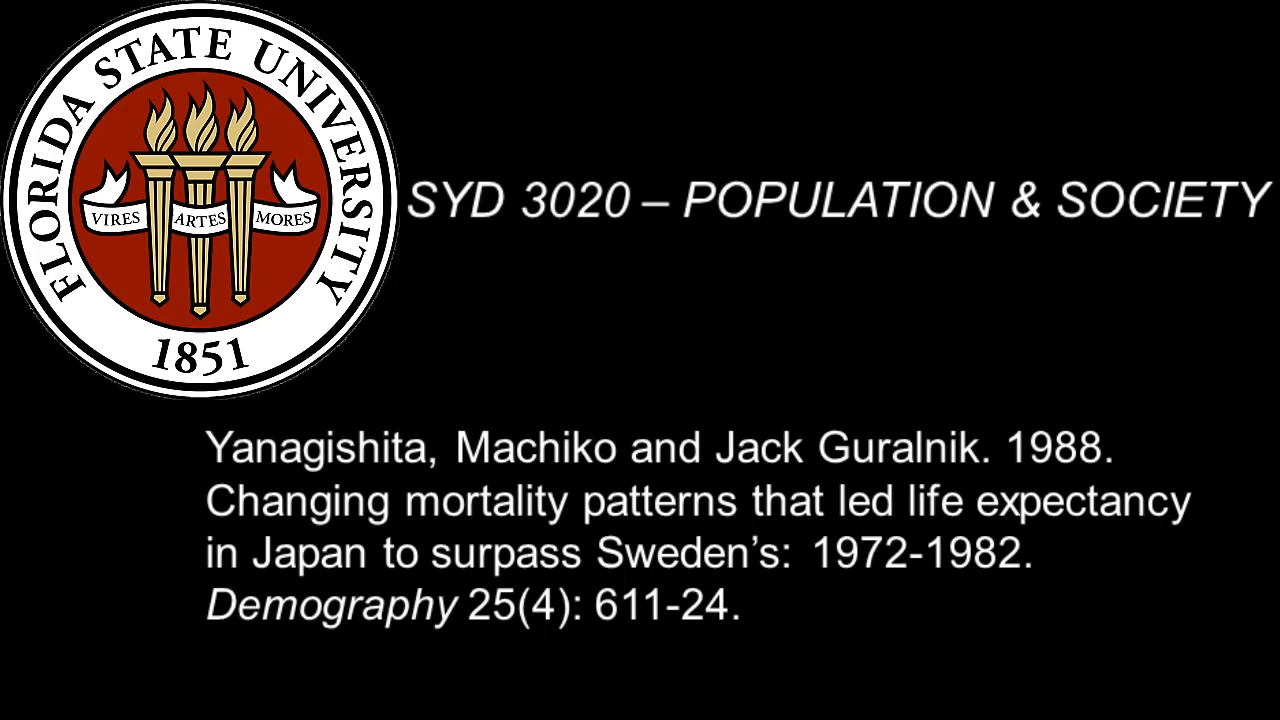 FLORIDA STATE UNIVERSITY
VIRES ARTES MORES
1851
SYD 3020 – POPULATION & SOCIETY
Yanagishita, Machiko and Jack Guralnik. 1988.
Changing mortality patterns that led life expectancy
in Japan to surpass Sweden’s: 1972-1982.
Demography 25(4): 611-24.